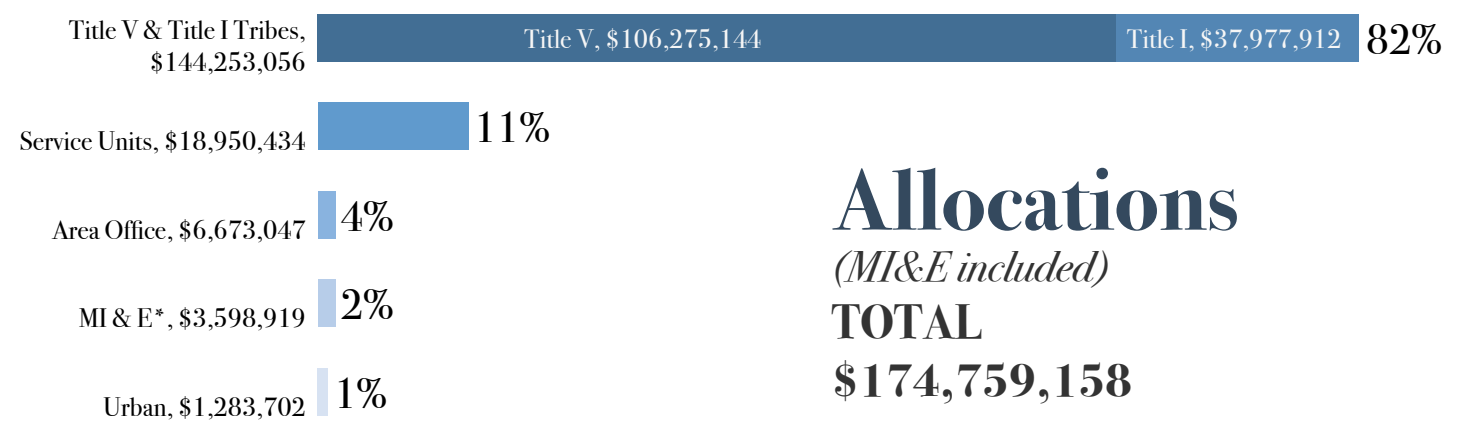 Title V & Title I Tribes,
$144,253,056
Title V, $106,275,144
Title I, $37,977,912
82%
Service Units, $18,950,434
11%
Area Office, $6,673,047
4%
MI & E*, $3,598,919
2%
Urban, $1,283,702
1%
Allocations
(MI&E included)
TOTAL
$174,759,158